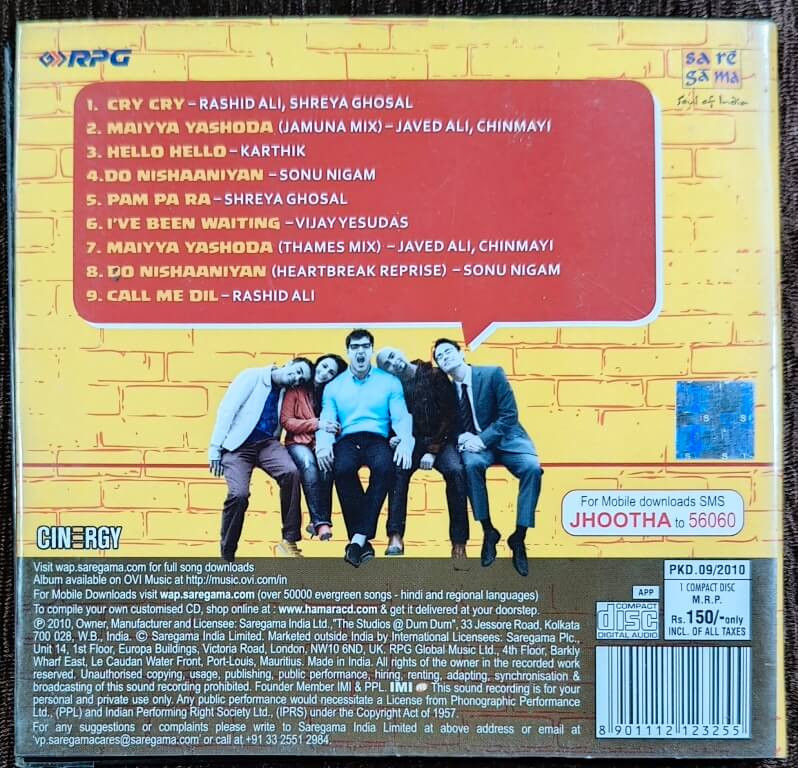 RPG
sa rē
gā ma
Soul of India
1. CRY CRY – RASHID ALI, SHREYA GHOSAL
2. MAIYYA YASHODA (JAMUNA MIX) – JAVED ALI, CHINMAYI
3. HELLO HELLO – KARTHIK
4. DO NISHAANIYAN – SONU NIGAM
5. PAM PA RA – SHREYA GHOSAL
6. I'VE BEEN WAITING – VIJAY YESUDAS
7. MAIYYA YASHODA (THAMES MIX) – JAVED ALI, CHINMAYI
8. DO NISHAANIYAN (HEARTBREAK REPRISE) – SONU NIGAM
9. CALL ME DIL – RASHID ALI
For Mobile downloads SMS
JHOOTHA to 56060
CINERGY
Visit wap.saregama.com for full song downloads
Album available on OVI Music at http://music.ovi.com/in
For Mobile Downloads visit wap.saregama.com (over 50000 evergreen songs - hindi and regional languages)
To compile your own customised CD, shop online at : www.hamaracd.com & get it delivered at your doorstep.
℗ 2010, Owner, Manufacturer and Licensee: Saregama India Ltd.,"The Studios @ Dum Dum", 33 Jessore Road, Kolkata
700 028, W.B., India. © Saregama India Limited. Marketed outside India by International Licensees: Saregama Plc.,
Unit 14, 1st Floor, Europa Buildings, Victoria Road, London, NW10 6ND, UK. RPG Global Music Ltd., 4th Floor, Barkly
Wharf East, Le Caudan Water Front, Port-Louis, Mauritius. Made in India. All rights of the owner in the recorded work
reserved. Unauthorised copying, usage, publishing, public performance, hiring, renting, adapting, synchronisation &
broadcasting of this sound recording prohibited. Founder Member IMI & PPL. IMI This sound recording is for your
personal and private use only. Any public performance would necessitate a License from Phonographic Performance
Ltd., (PPL) and Indian Performing Right Society Ltd., (IPRS) under the Copyright Act of 1957.
For any suggestions or complaints please write to Saregama India Limited at above address or email at
'vp.saregamacares@saregama.com' or call at +91 33 2551 2984.
APP
COMPACT
disc
DIGITAL AUDIO
PKD.09/2010
1 COMPACT DISC
M.R.P.
Rs.150/-only
INCL. OF ALL TAXES
8 901112 123255